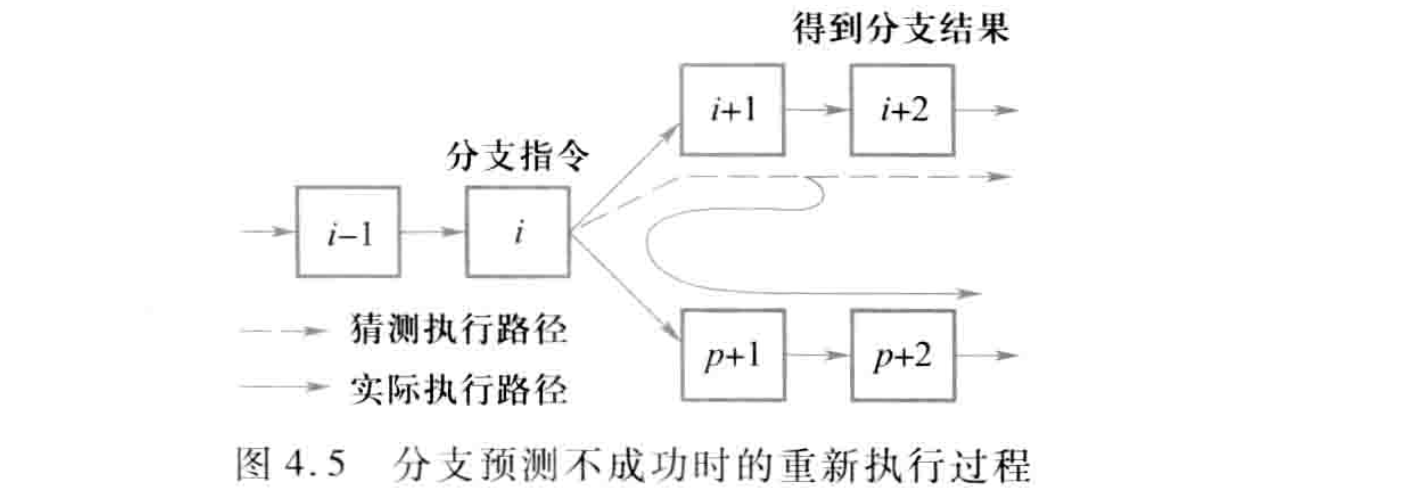 得到分支结果
i+1
i+2
分支指令
i−1
i
猜测执行路径
p+1
p+2
实际执行路径
图 4.5 分支预测不成功时的重新执行过程